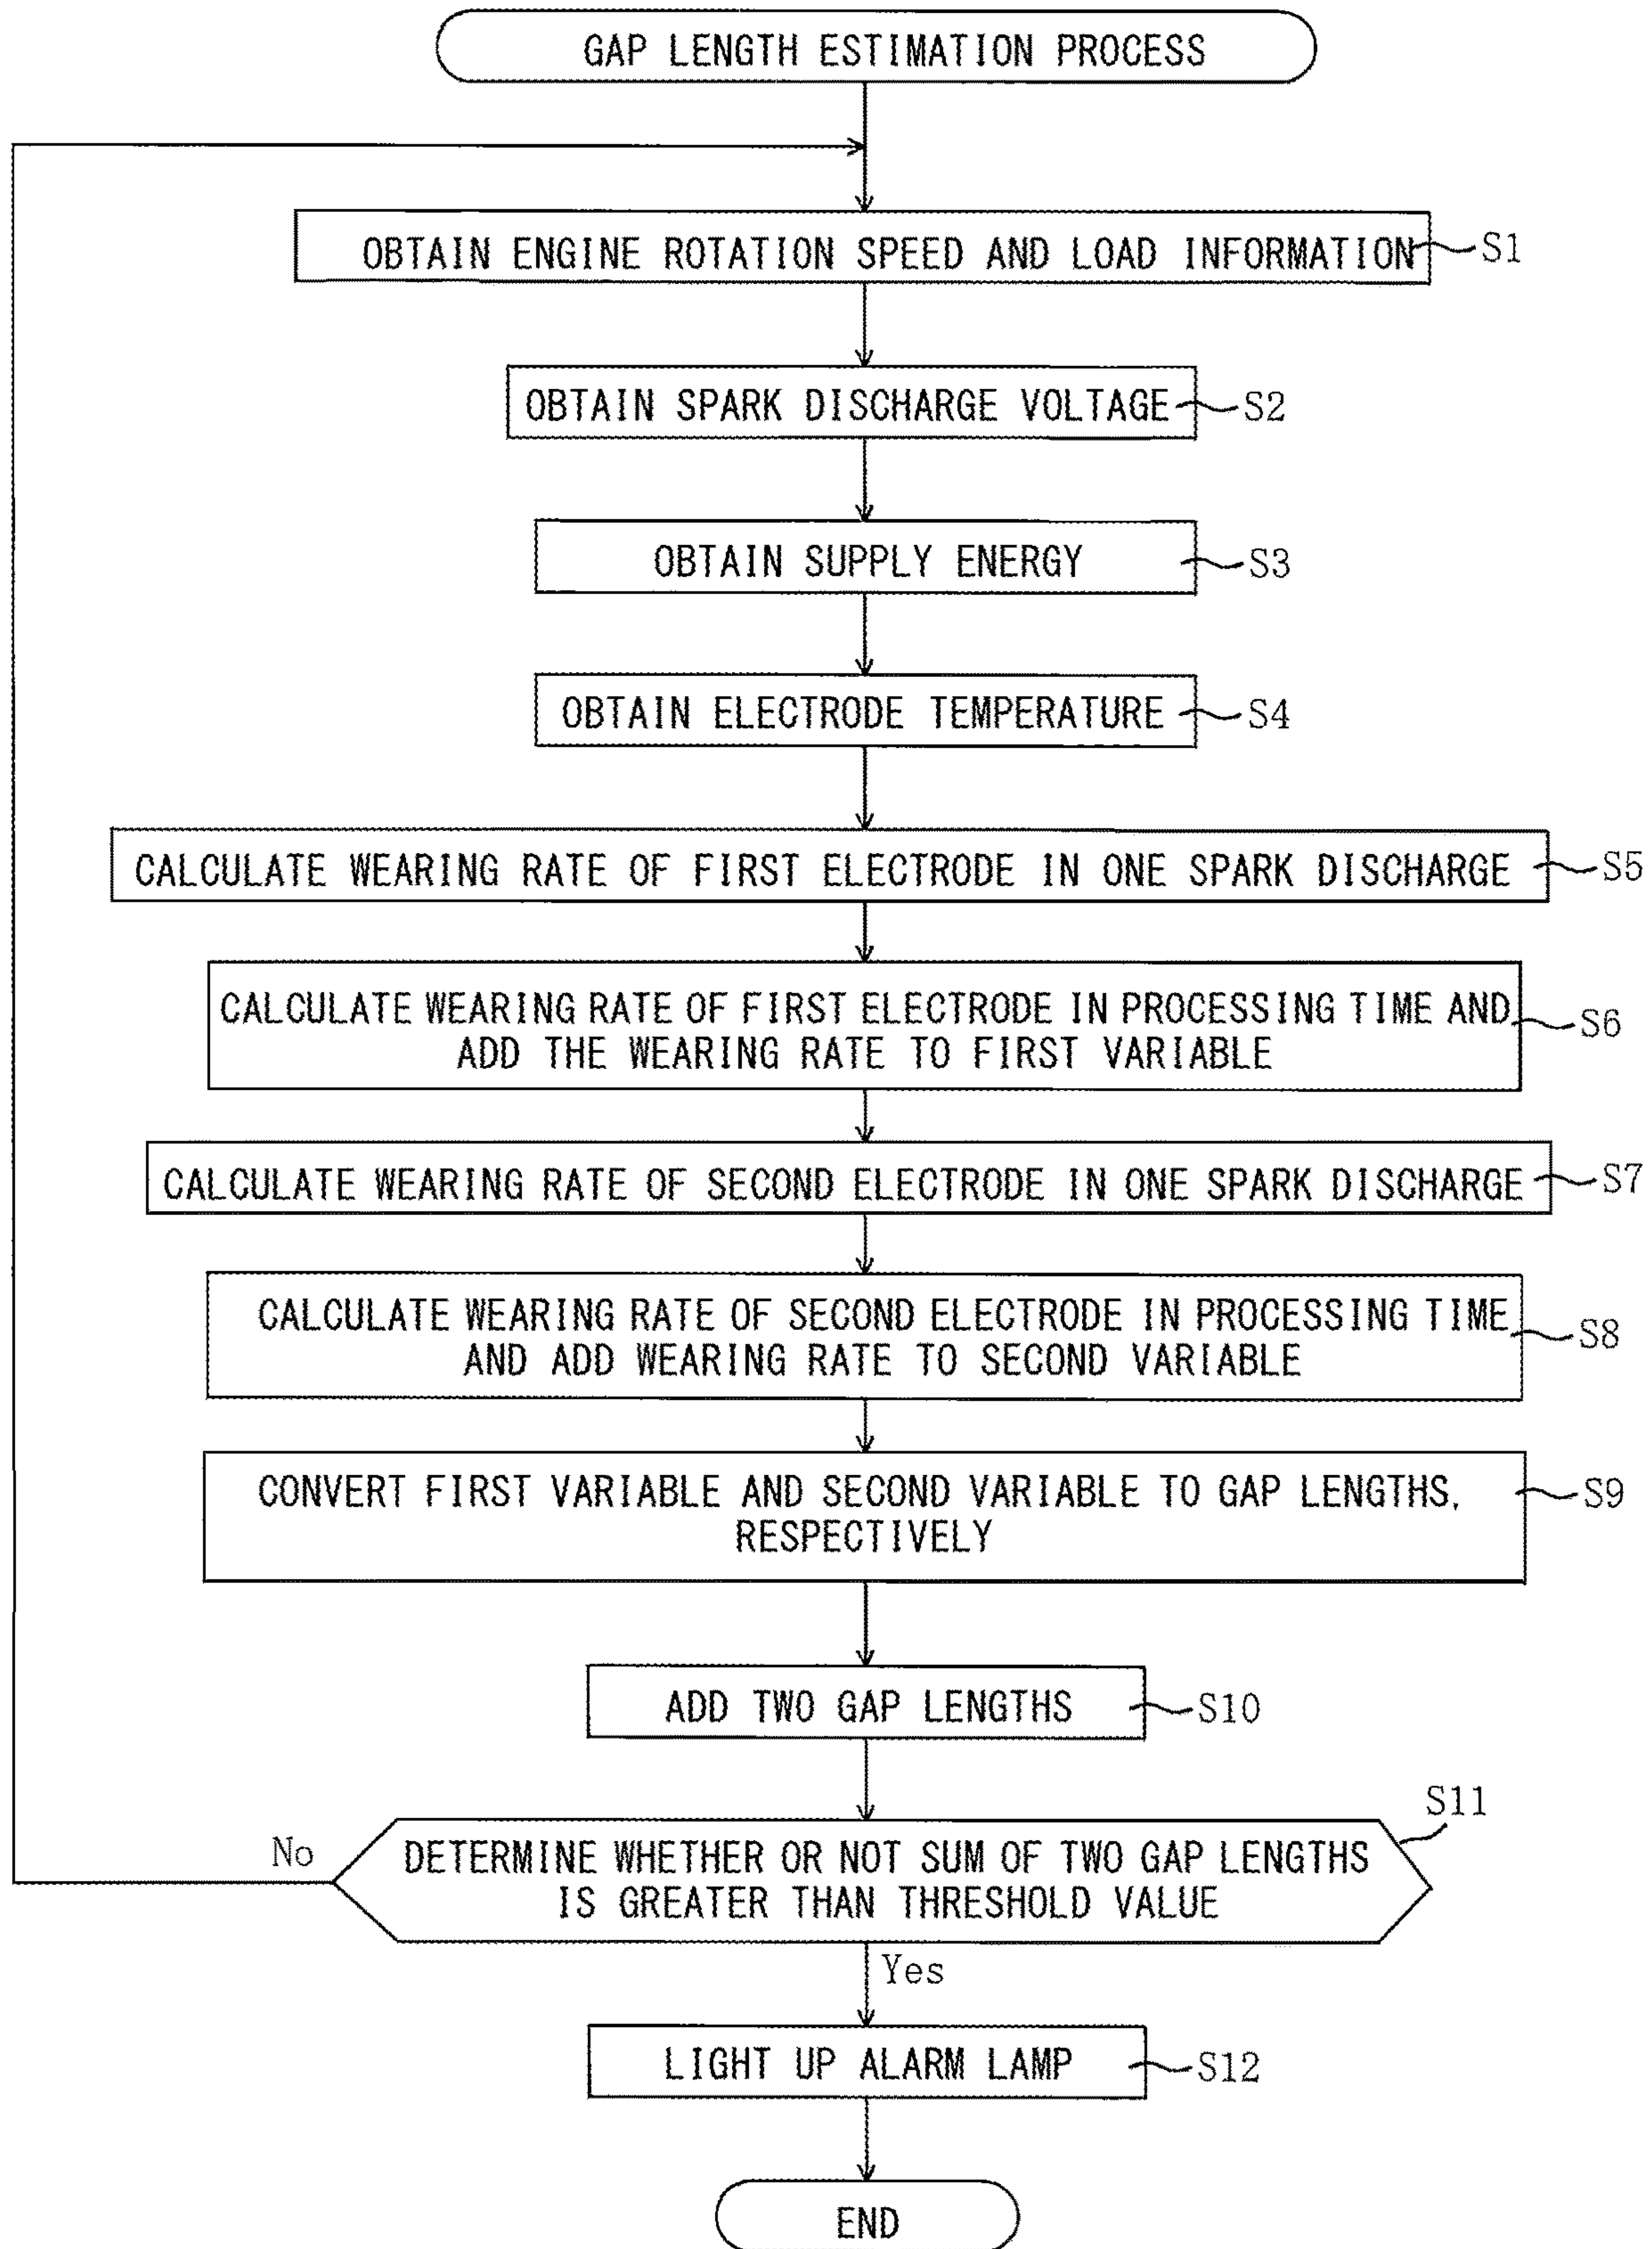 GAP LENGTH ESTIMATION PROCESS
OBTAIN ENGINE ROTATION SPEED AND LOAD INFORMATION
S1
OBTAIN SPARK DISCHARGE VOLTAGE
S2
OBTAIN SUPPLY ENERGY
S3
OBTAIN ELECTRODE TEMPERATURE
S4
CALCULATE WEARING RATE OF FIRST ELECTRODE IN ONE SPARK DISCHARGE
S5
CALCULATE WEARING RATE OF FIRST ELECTRODE IN PROCESSING TIME AND
ADD THE WEARING RATE TO FIRST VARIABLE
S6
CALCULATE WEARING RATE OF SECOND ELECTRODE IN ONE SPARK DISCHARGE
S7
CALCULATE WEARING RATE OF SECOND ELECTRODE IN PROCESSING TIME
AND ADD WEARING RATE TO SECOND VARIABLE
S8
CONVERT FIRST VARIABLE AND SECOND VARIABLE TO GAP LENGTHS,
RESPECTIVELY
S9
ADD TWO GAP LENGTHS
S10
S11
No
DETERMINE WHETHER OR NOT SUM OF TWO GAP LENGTHS
IS GREATER THAN THRESHOLD VALUE
Yes
LIGHT UP ALARM LAMP
S12
END